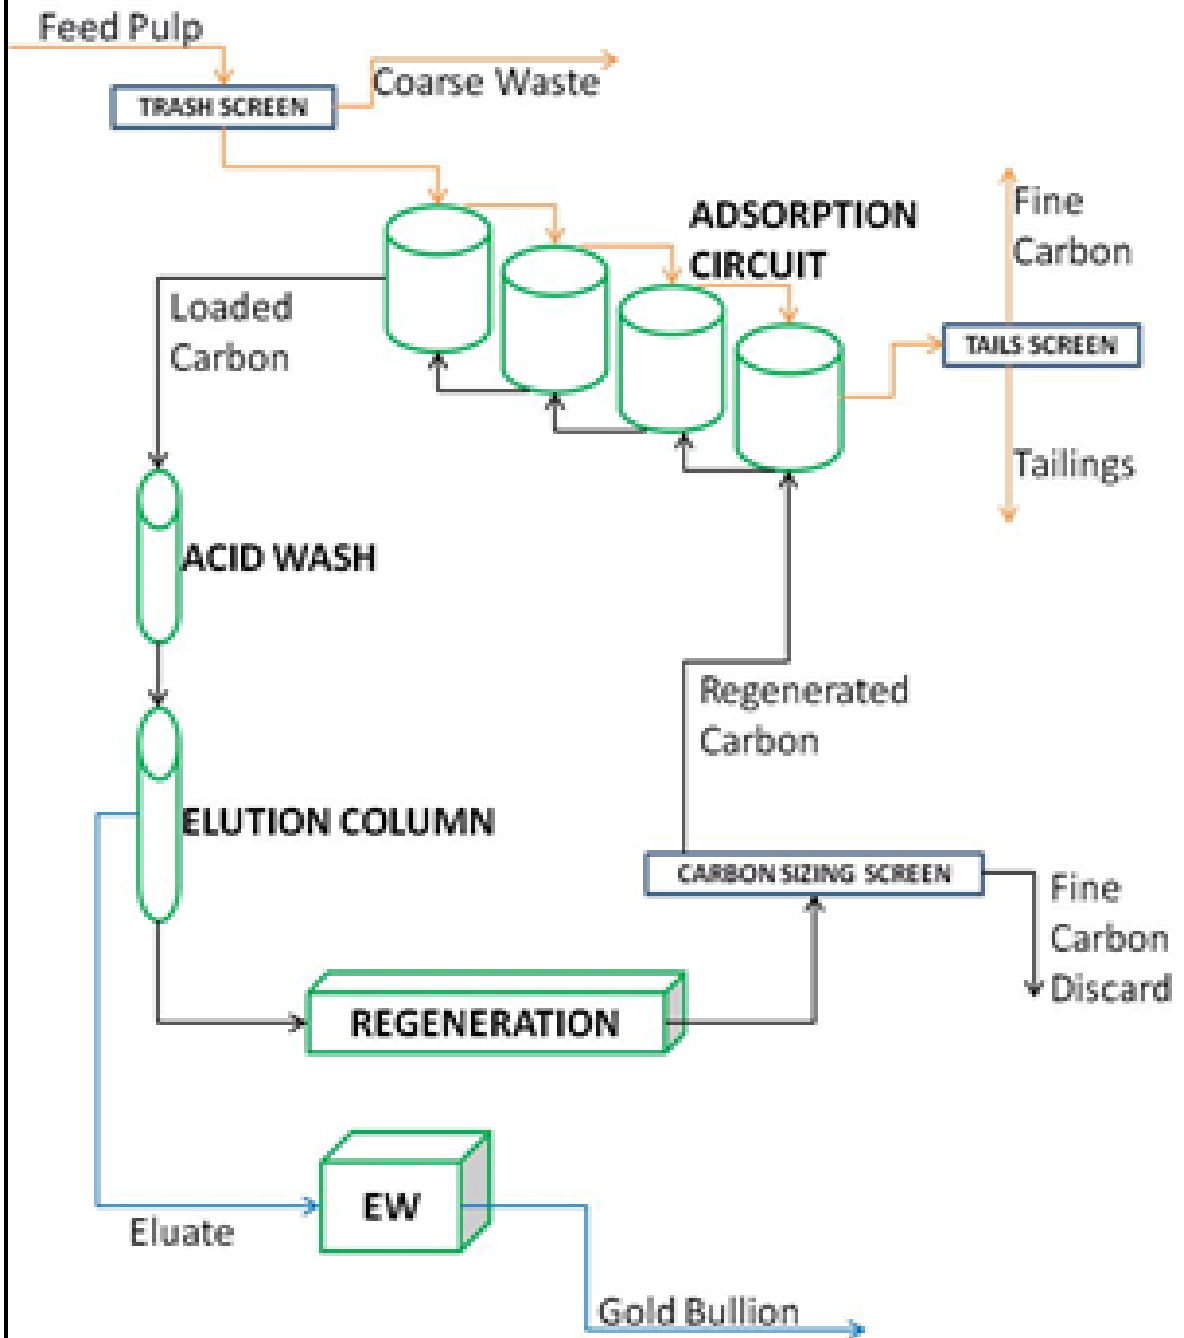 Feed Pulp
Coarse Waste
TRASH SCREEN
ADSORPTION
CIRCUIT
Fine
Carbon
Loaded
Carbon
TAILS SCREEN
Tailings
ACID WASH
Regenerated
Carbon
ELUTION COLUMN
CARBON SIZING SCREEN
Fine
Carbon
Discard
REGENERATION
EW
Eluate
Gold Bullion